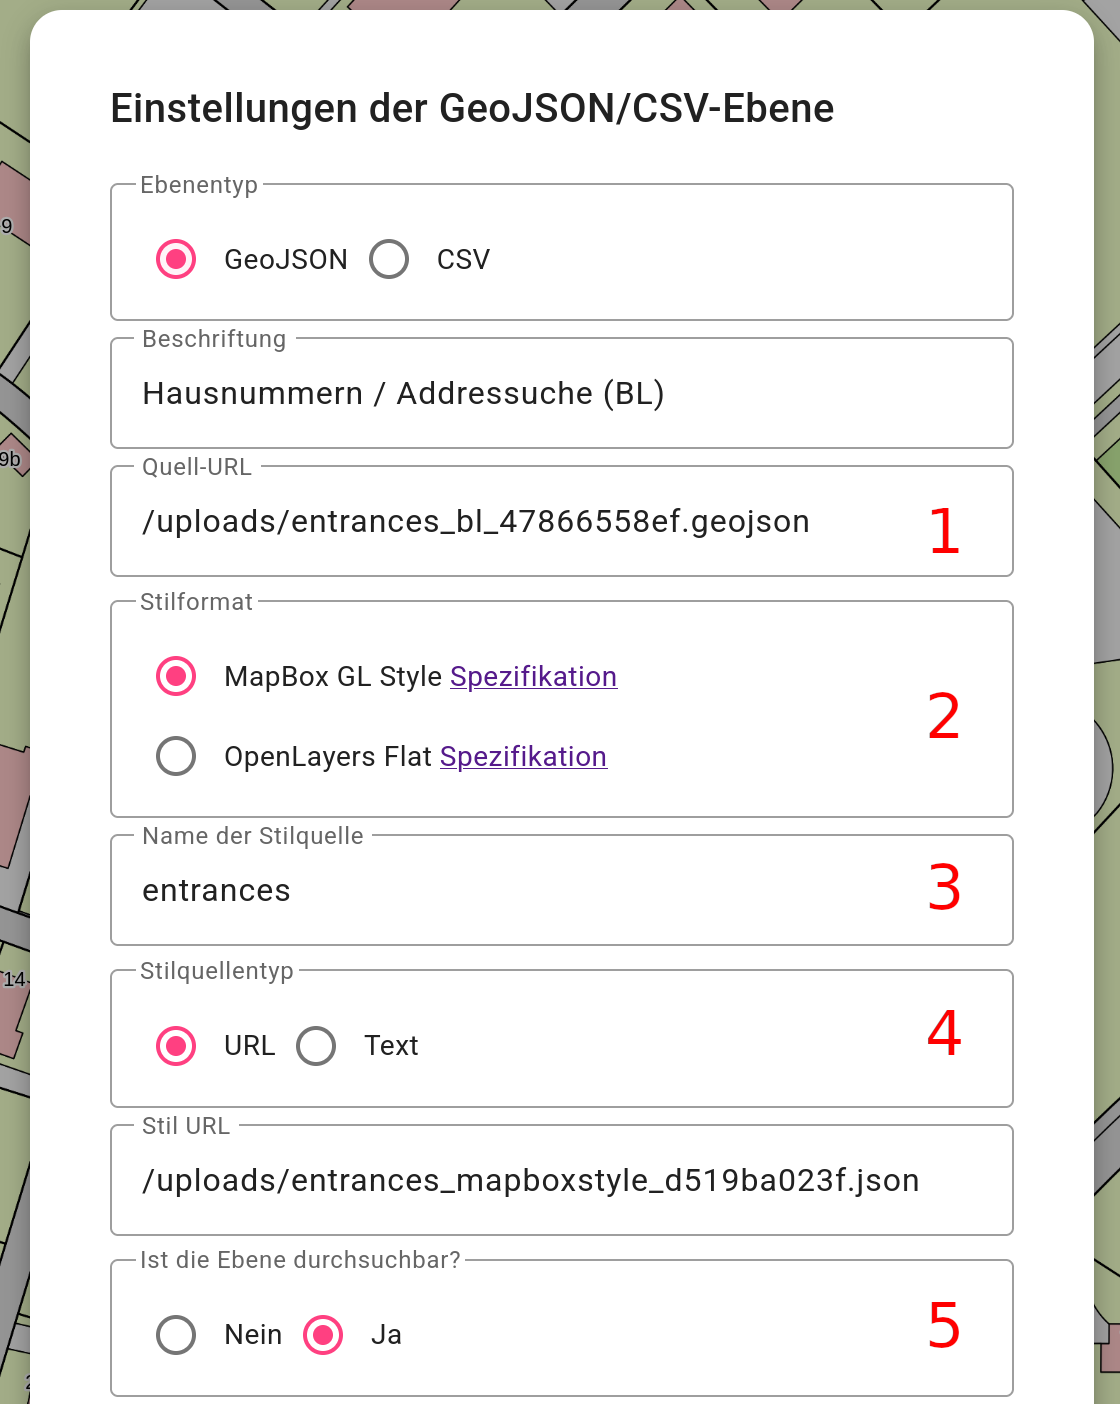 Einstellungen der GeoJSON/CSV-Ebene
Ebenentyp
9
GeoJSON CSV
Beschriftung
Hausnummern / Addressuche (BL)
9b
Quell-URL
/uploads/entrances_bl_47866558ef.geojson 1
Stilformat
MapBox GL Style Spezifikation
2
OpenLayers Flat Spezifikation
Name der Stilquelle
entrances 3
Stilquellentyp
14
URL Text 4
Stil URL
/uploads/entrances_mapboxstyle_d519ba023f.json
Ist die Ebene durchsuchbar?
Nein Ja 5